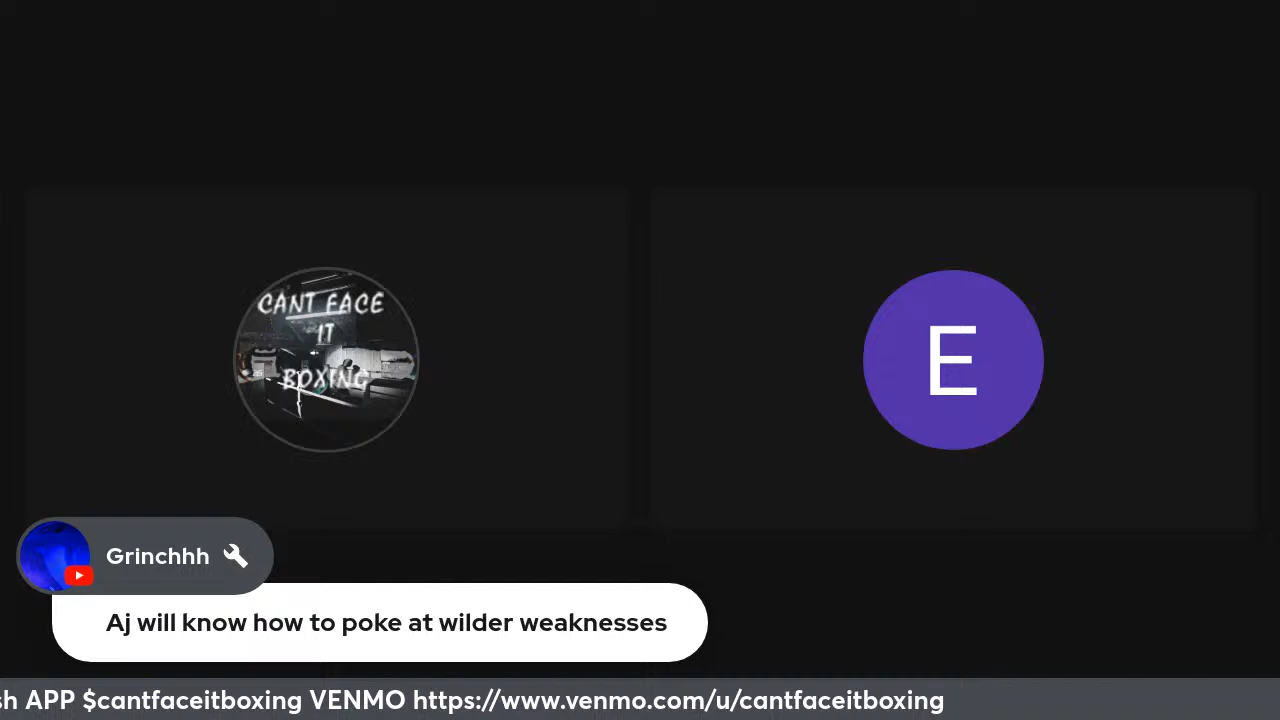 CANT FACE
IT
BOXING
E
Grinchhh
Aj will know how to poke at wilder weaknesses
sh APP $cantfaceitboxing VENMO https://www.venmo.com/u/cantfaceitboxing